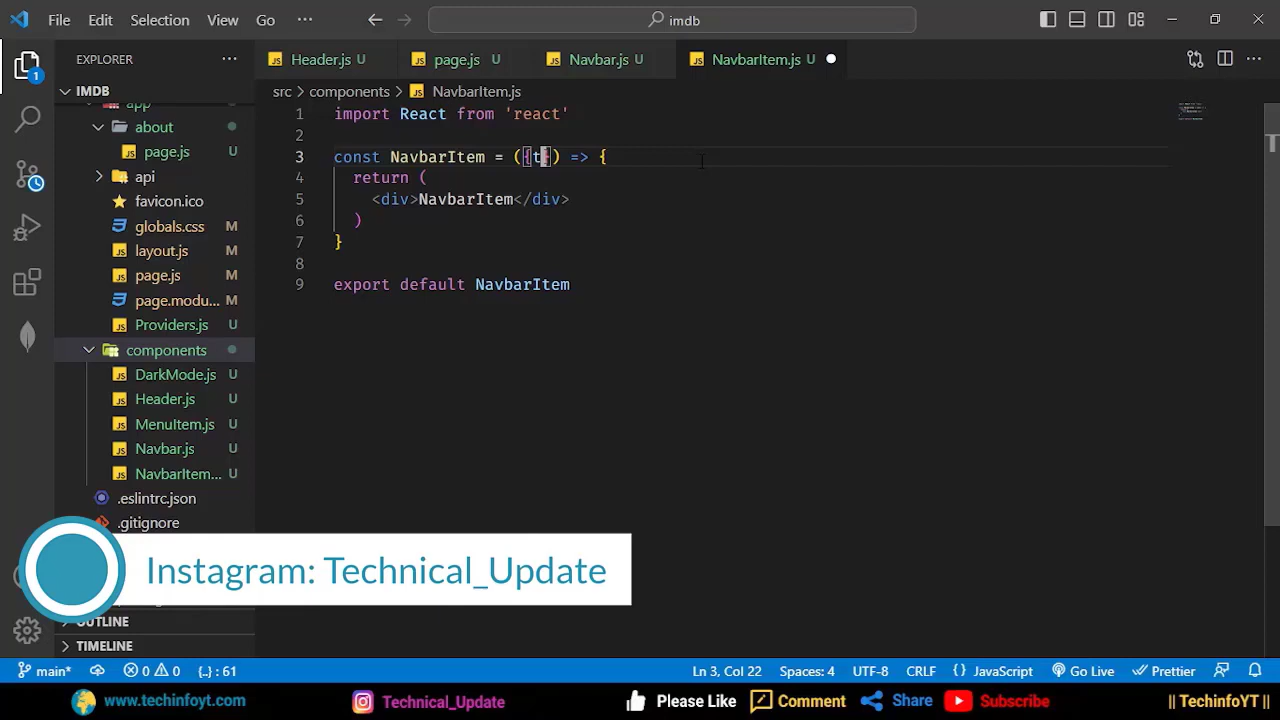 File Edit Selection View Go ··· imdb
EXPLORER ···
Header.js U page.js U Navbar.js U NavbarItem.js U
IMDB
src > components > NavbarItem.js
app
about
page.js U
api
favicon.ico
globals.css M
layout.js M
page.js M
page.modu... M
Providers.js U
components
DarkMode.js U
Header.js U
MenuItem.js U
Navbar.js U
NavbarItem... U
.eslintrc.json
.gitignore
OUTLINE
TIMELINE
1 import React from 'react'
2
3 const NavbarItem = ({t}) => {
4 return (
5 <div>NavbarItem</div>
6 )
7 }
8
9 export default NavbarItem
Instagram: Technical_Update
main* 0 0 {..} : 61 Ln 3, Col 22 Spaces: 4 UTF-8 CRLF {} JavaScript Go Live Prettier
www.techinfoyt.com Technical_Update Please Like Comment Share Subscribe || TechinfoYT ||